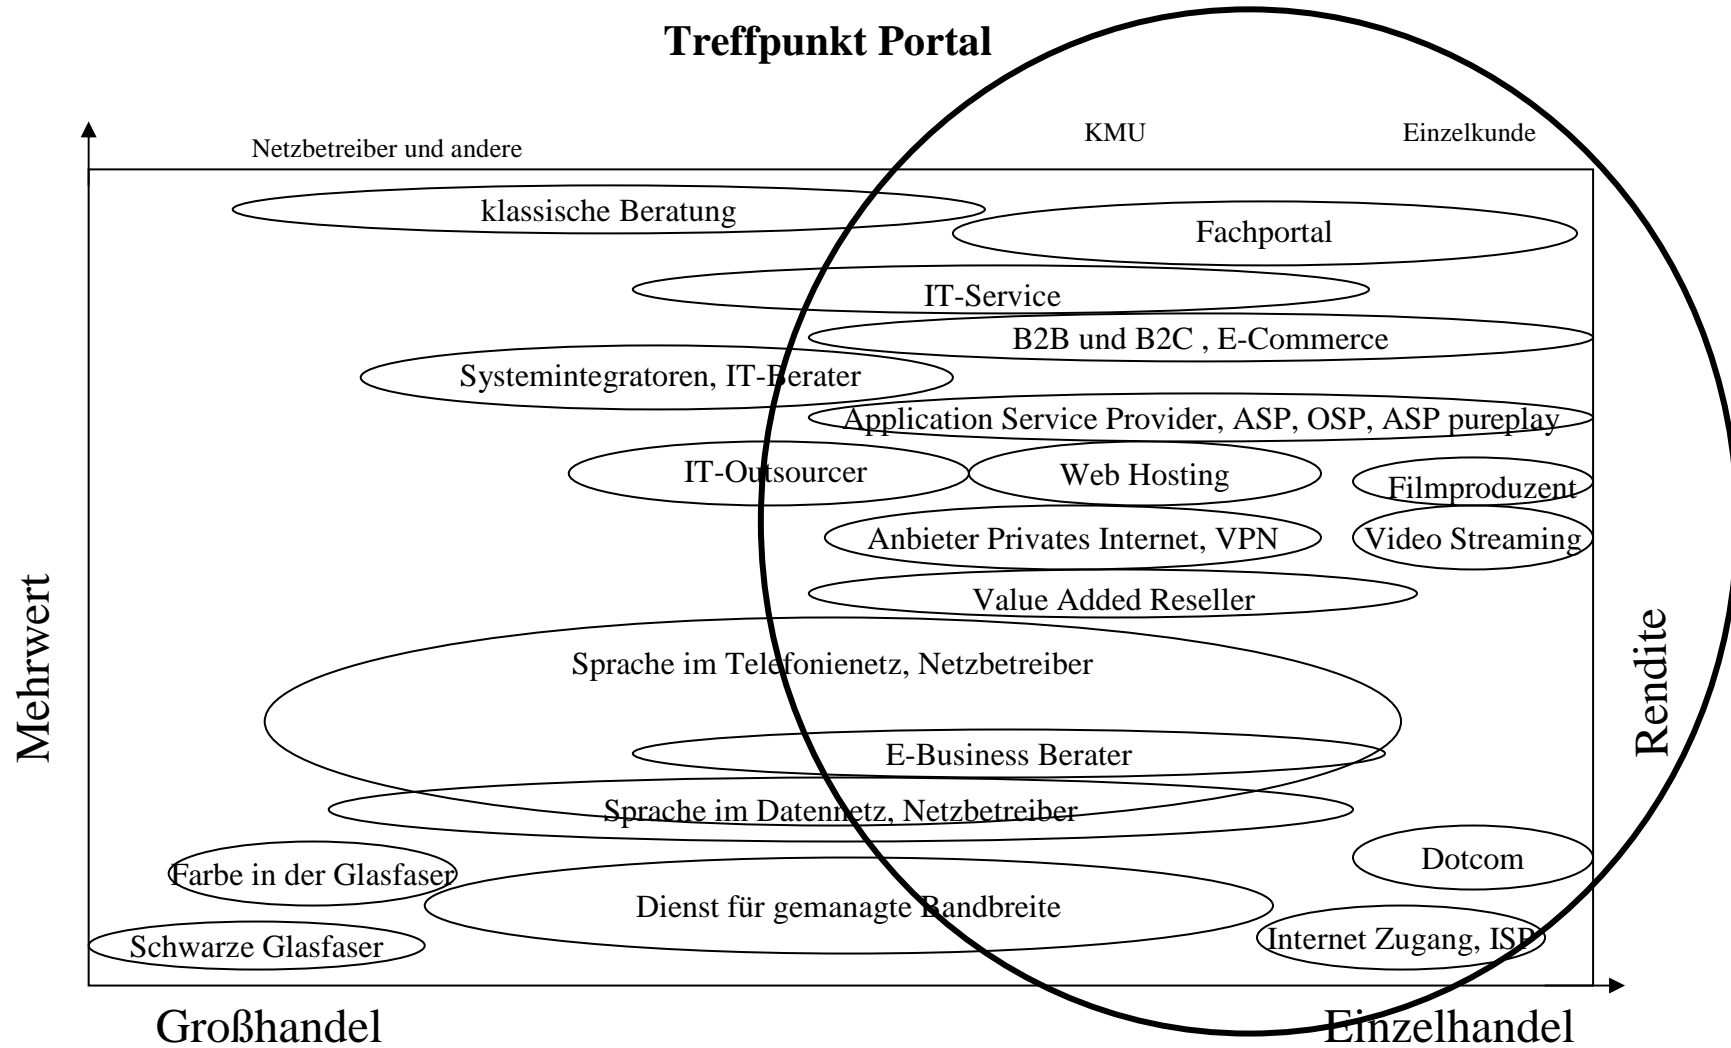 Treffpunkt Portal
Netzbetreiber und andere
KMU
Einzelkunde
klassische Beratung
Fachportal
IT-Service
B2B und B2C , E-Commerce
Systemintegratoren, IT-Berater
Application Service Provider, ASP, OSP, ASP pureplay
IT-Outsourcer
Web Hosting
Filmproduzent
Anbieter Privates Internet, VPN
Video Streaming
Value Added Reseller
Mehrwert
Rendite
Sprache im Telefonienetz, Netzbetreiber
E-Business Berater
Sprache im Datennetz, Netzbetreiber
Farbe in der Glasfaser
Dotcom
Dienst für gemanagte Bandbreite
Schwarze Glasfaser
Internet Zugang, ISP
Großhandel
Einzelhandel